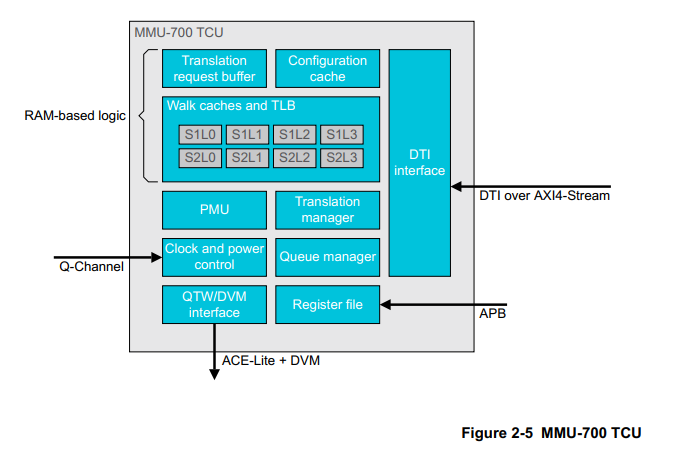 MMU-700 TCU
Translation
request buffer
Configuration
cache
RAM-based logic
Walk caches and TLB
S1L0 S1L1 S1L2 S1L3
S2L0 S2L1 S2L2 S2L3
DTI
interface
DTI over AXI4-Stream
PMU
Translation
manager
Clock and power
control
Queue manager
Q-Channel
QTW/DVM
interface
Register file
APB
ACE-Lite + DVM
Figure 2-5 MMU-700 TCU